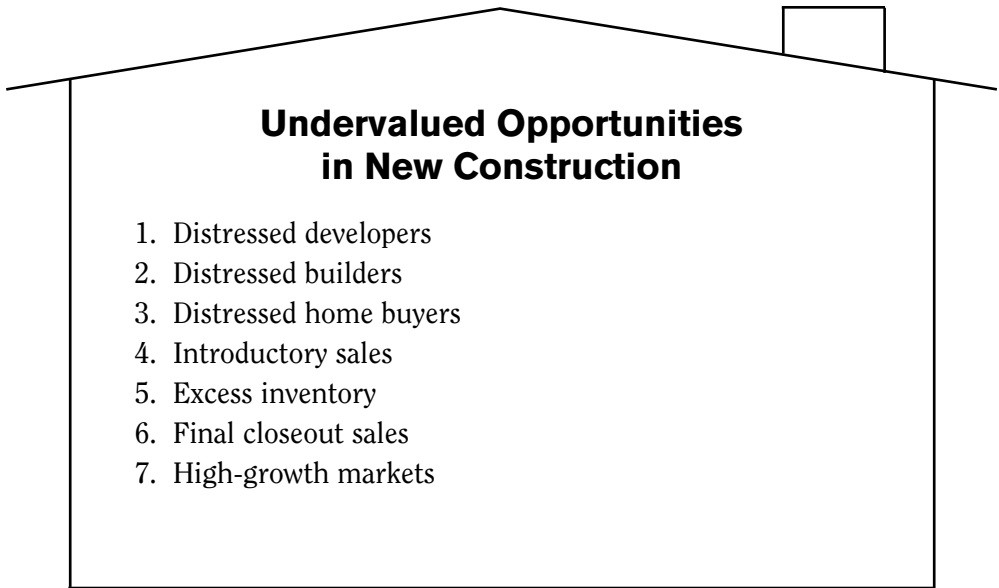 Undervalued Opportunities
in New Construction
1. Distressed developers
2. Distressed builders
3. Distressed home buyers
4. Introductory sales
5. Excess inventory
6. Final closeout sales
7. High-growth markets